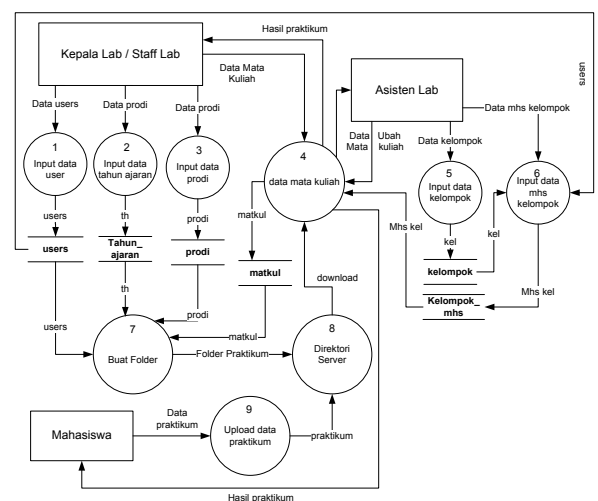 Hasil praktikum
Kepala Lab / Staff Lab
Data Mata
Kuliah
users
Asisten Lab
Data users
Data prodi
Data prodi
Data
Mata
Ubah
kuliah
Data kelompok
Data mhs kelompok
1
Input data
user
2
Input data
tahun ajaran
3
Input data
prodi
4
data mata kuliah
5
Input data
kelompok
6
Input data
mhs
kelompok
users
th
prodi
matkul
Mhs kel
kel
kel
users
Tahun_
ajaran
prodi
matkul
kelompok
Kelompok_
mhs
Mhs kel
download
users
th
prodi
matkul
7
Buat Folder
Folder Praktikum
8
Direktori
Server
Mahasiswa
Data
praktikum
9
Upload data
praktikum
praktikum
Hasil praktikum